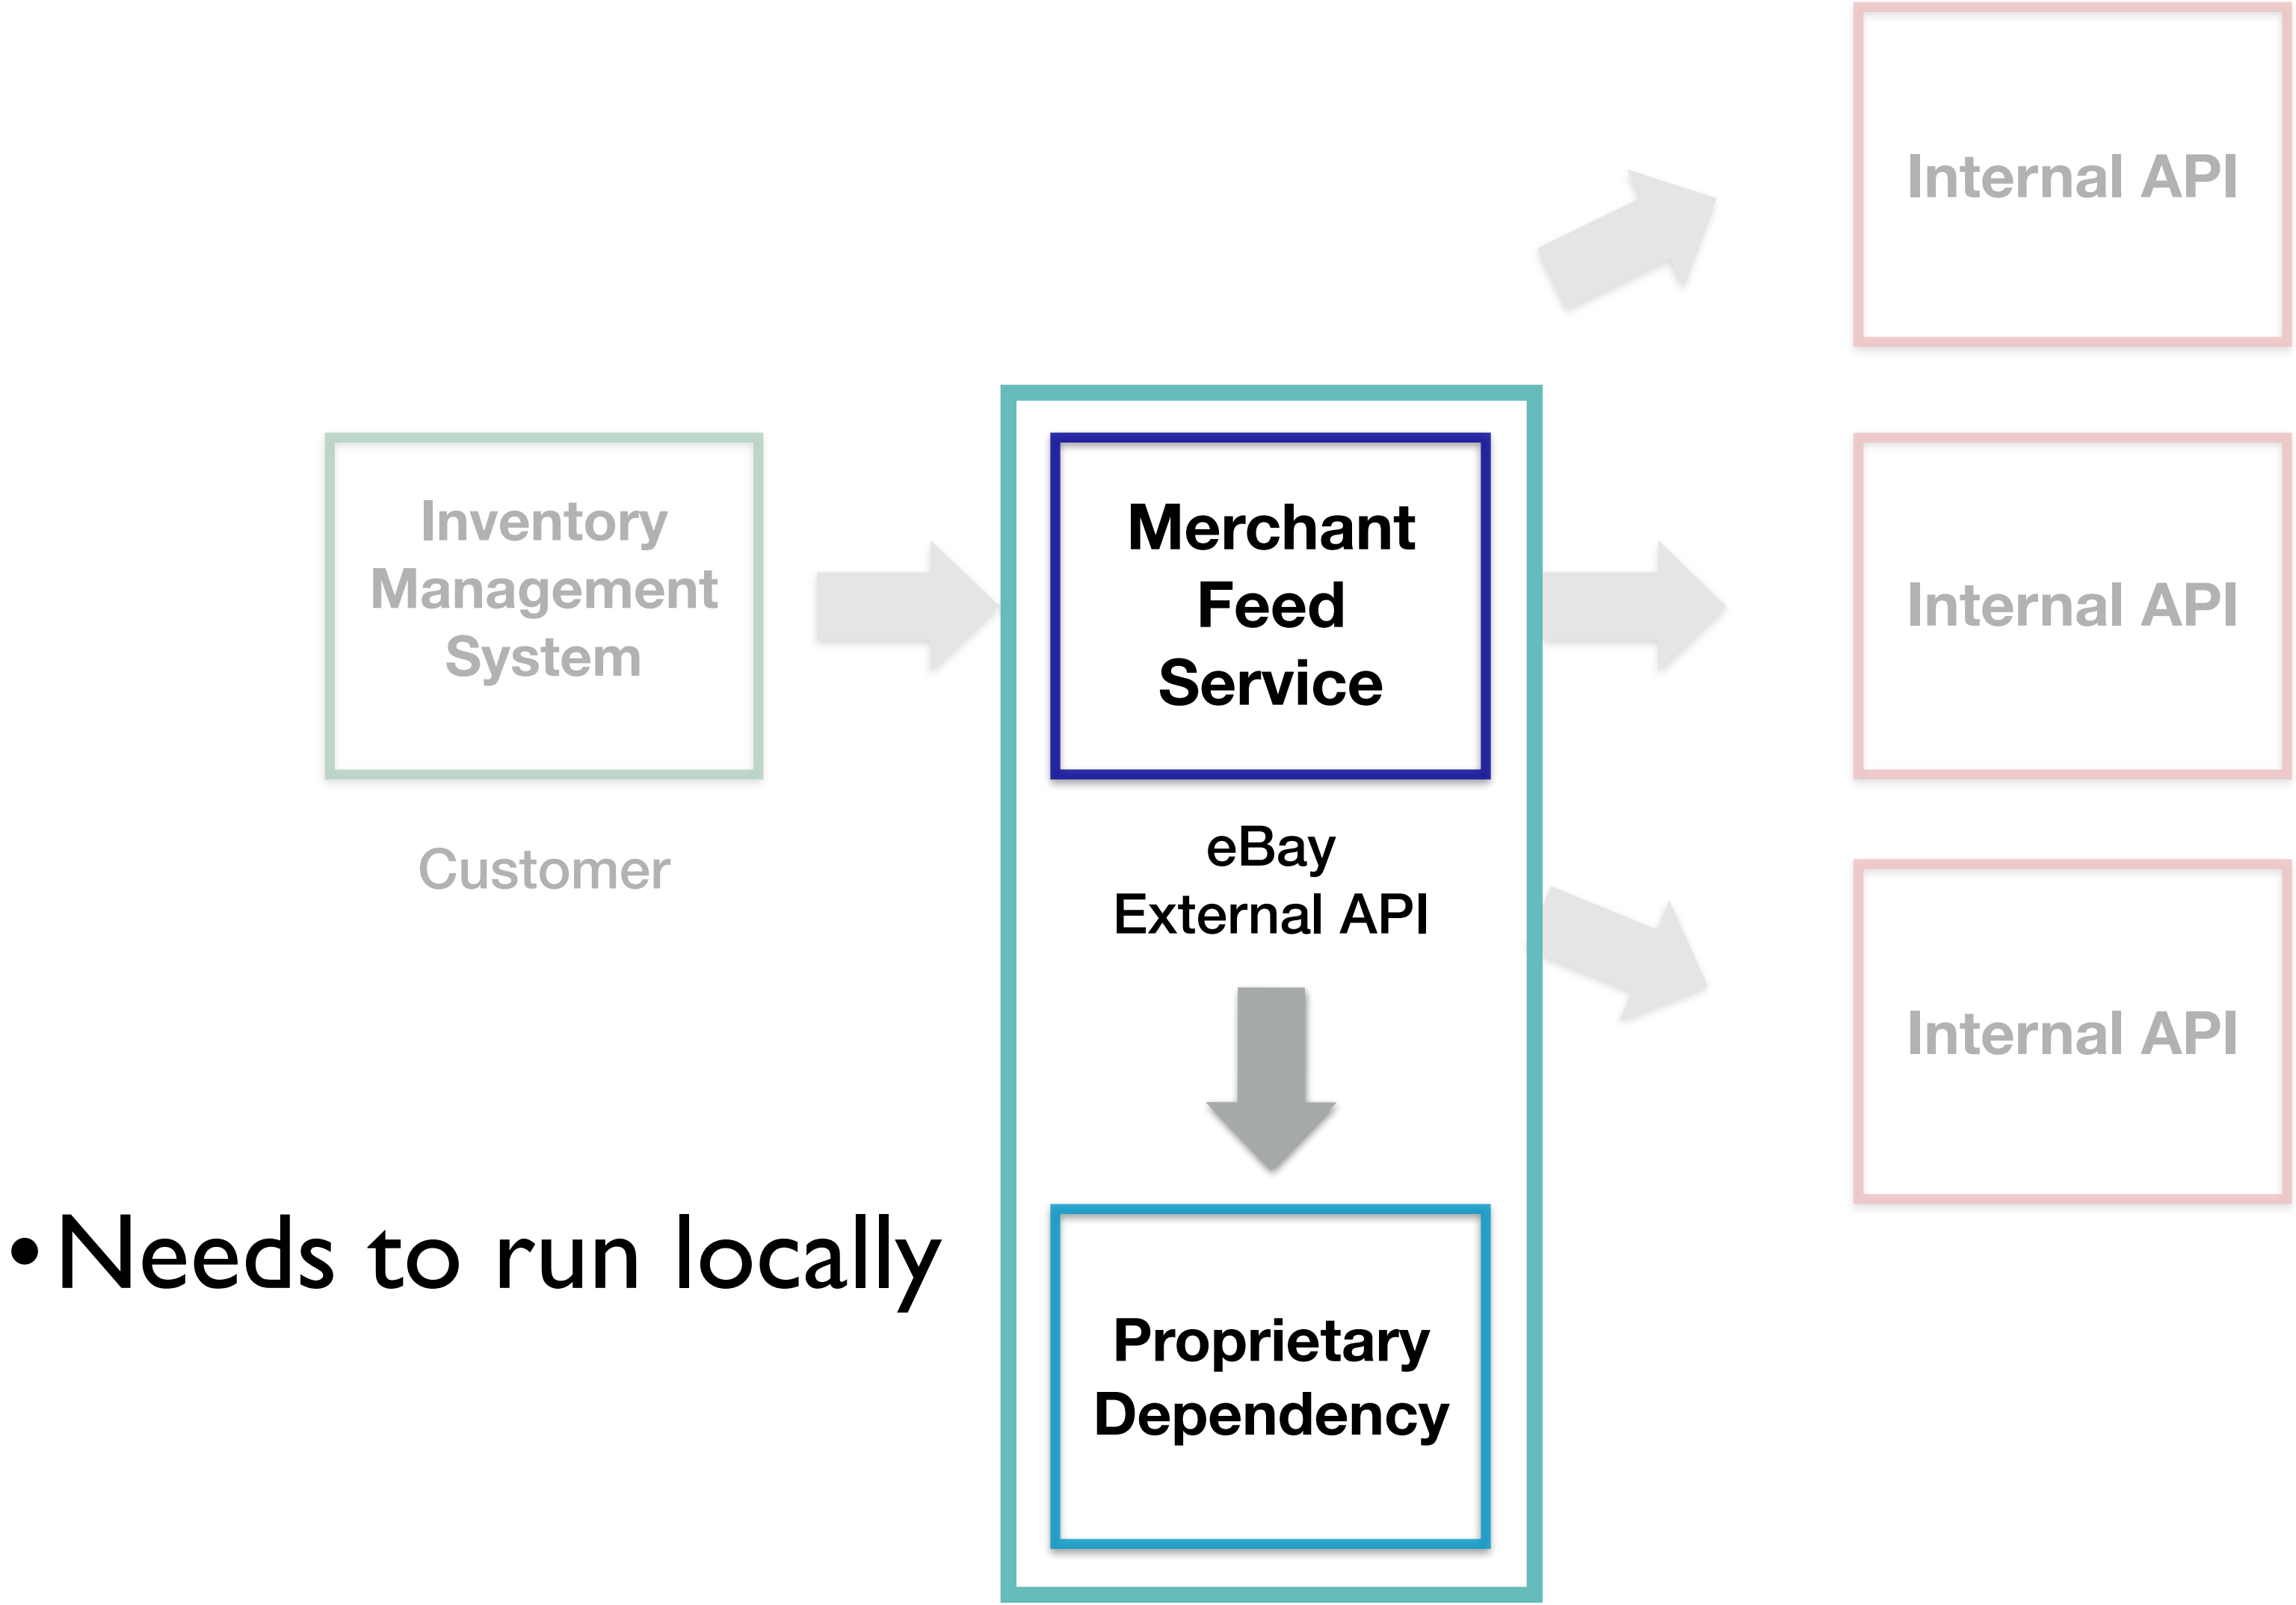 Internal API
Inventory
Management
System
Customer
Merchant
Feed
Service
eBay
External API
Internal API
Internal API
• Needs to run locally
Proprietary
Dependency